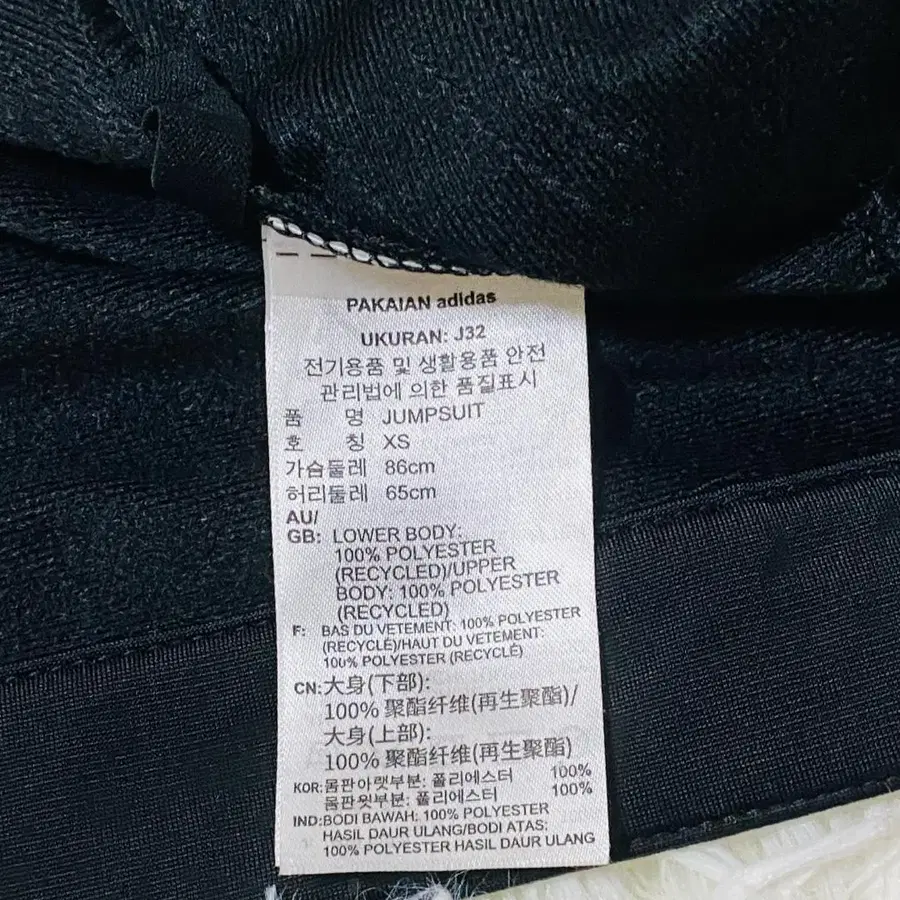 PAKAIAN adidas
UKURAN: J32
전기용품 및 생활용품 안전
관리법에 의한 품질표시
품 명 JUMPSUIT
호 칭 XS
가슴둘레 86cm
허리둘레 65cm
AU/
GB: LOWER BODY:
100% POLYESTER
(RECYCLED)/UPPER
BODY: 100% POLYESTER
(RECYCLED)
F: BAS DU VETEMENT: 100% POLYESTER
(RECYCLÉ)/HAUT DU VETEMENT:
100% POLYESTER (RECYCLÉ)
CN:大身(下部):
100% 聚酯纤维(再生聚酯)/
大身(上部):
100% 聚酯纤维(再生聚酯)
KOR:몸판아랫부분: 폴리에스터 100%
몸판윗부분: 폴리에스터 100%
IND:BODI BAWAH: 100% POLYESTER
HASIL DAUR ULANG/BODI ATAS:
100% POLYESTER HASIL DAUR ULANG